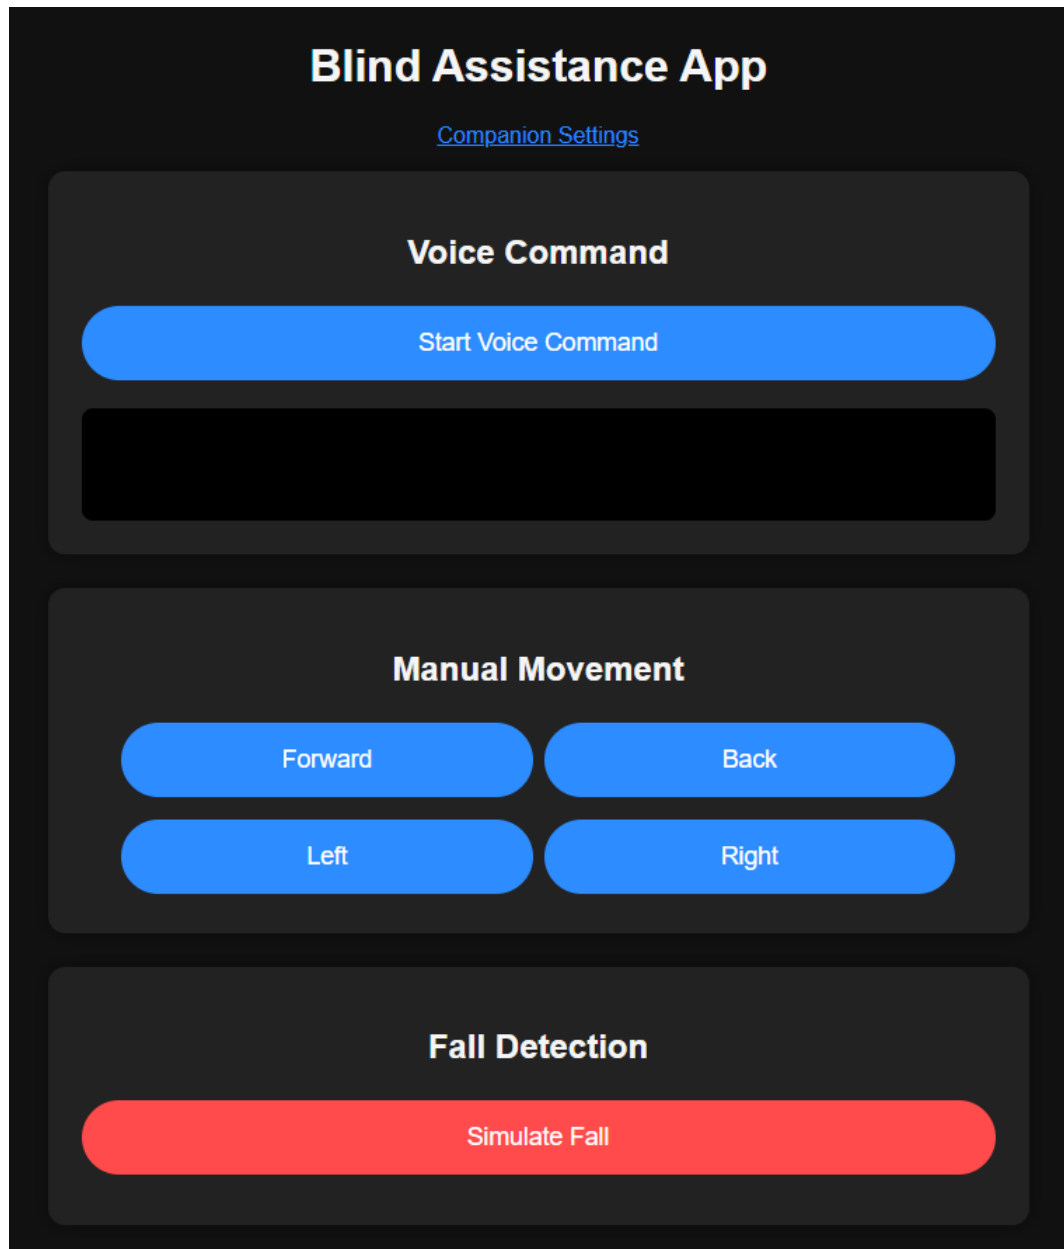 Blind Assistance App
Companion Settings
Voice Command
Start Voice Command
Manual Movement
Forward
Back
Left
Right
Fall Detection
Simulate Fall